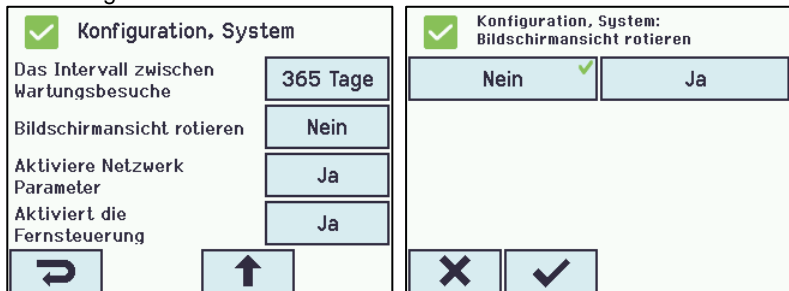 Konfiguration, System
Das Intervall zwischen
Wartungsbesuche
365 Tage
Bildschirmansicht rotieren
Nein
Aktiviere Netzwerk
Parameter
Ja
Aktiviert die
Fernsteuerung
Ja
Konfiguration, System:
Bildschirmansicht rotieren
Nein
Ja